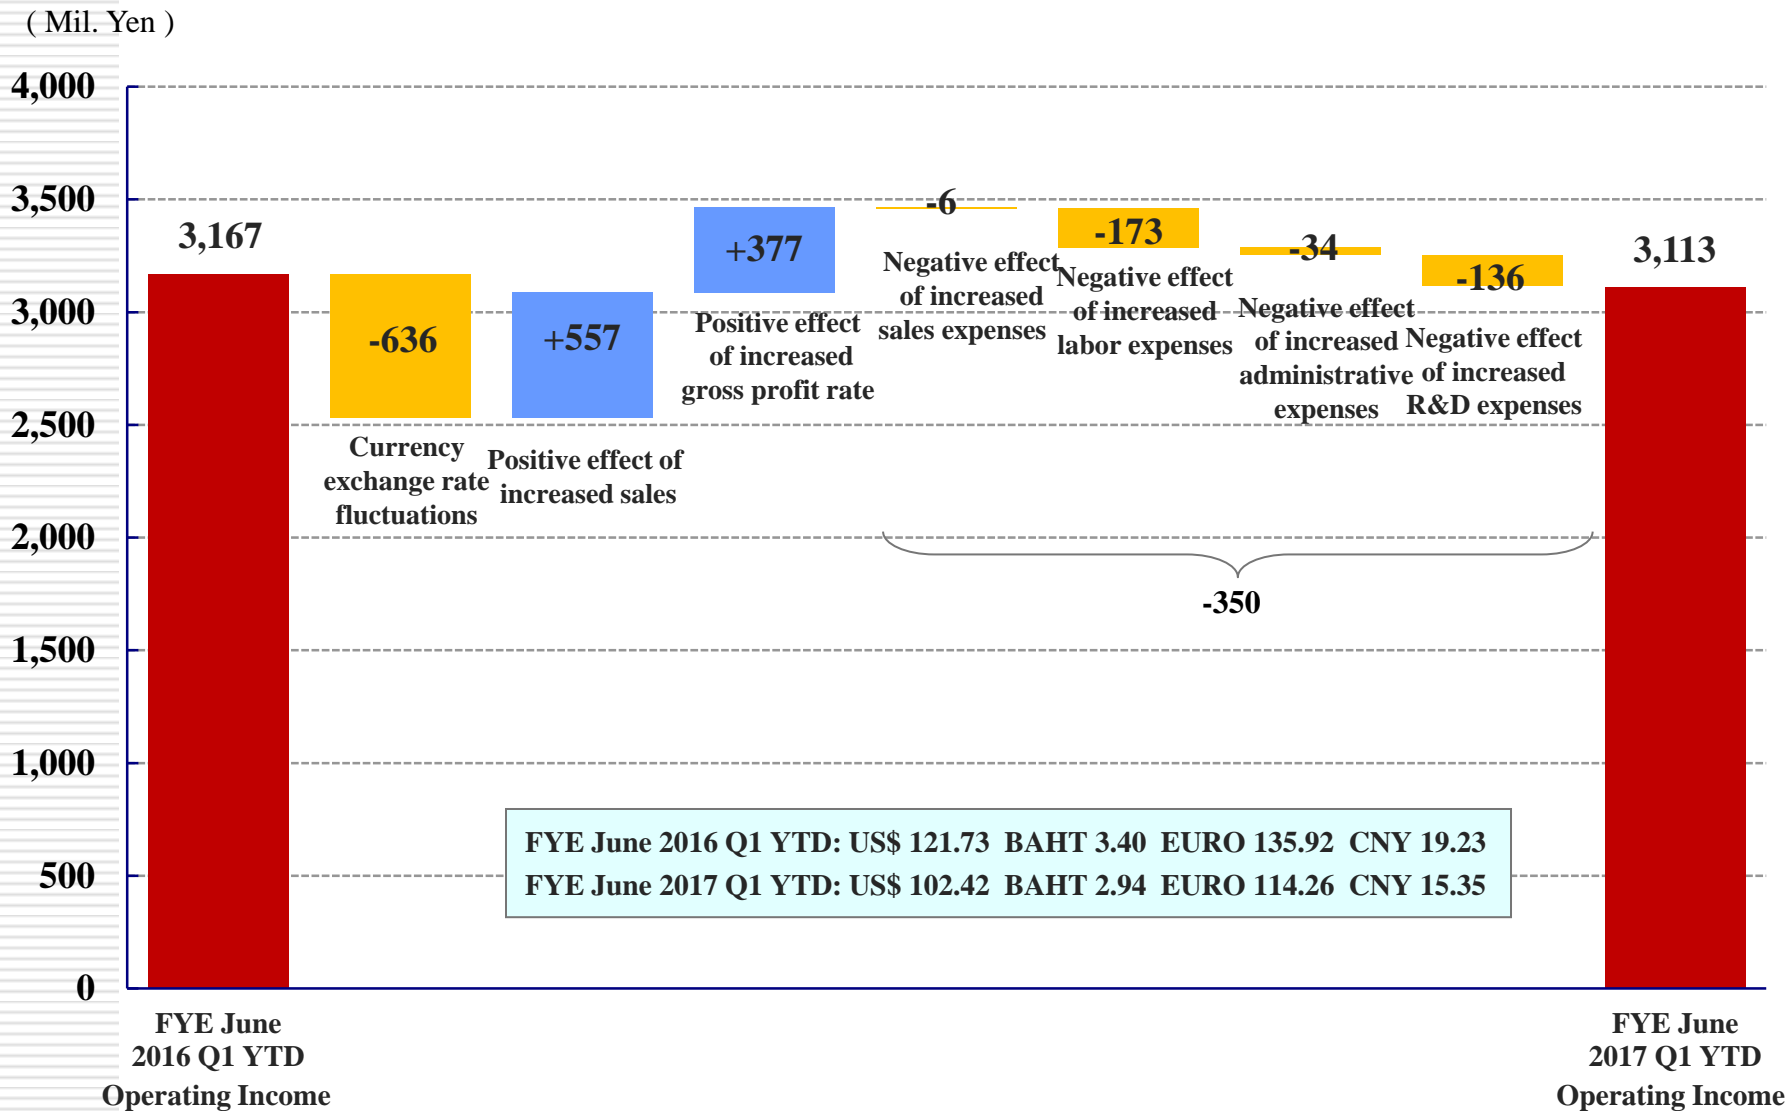 ( Mil. Yen )
4,000
3,500
3,000
2,500
2,000
1,500
1,000
500
0
3,167
-636
+557
+377
-6
-173
-34
-136
3,113
Currency
exchange rate
fluctuations
Positive effect of
increased sales
Positive effect
of increased
gross profit rate
Negative effect
of increased
sales expenses
Negative effect
of increased
labor expenses
Negative effect
of increased
administrative
expenses
Negative effect
of increased
R&D expenses
-350
FYE June 2016 Q1 YTD: US$ 121.73 BAHT 3.40 EURO 135.92 CNY 19.23
FYE June 2017 Q1 YTD: US$ 102.42 BAHT 2.94 EURO 114.26 CNY 15.35
FYE June
2016 Q1 YTD
Operating Income
FYE June
2017 Q1 YTD
Operating Income